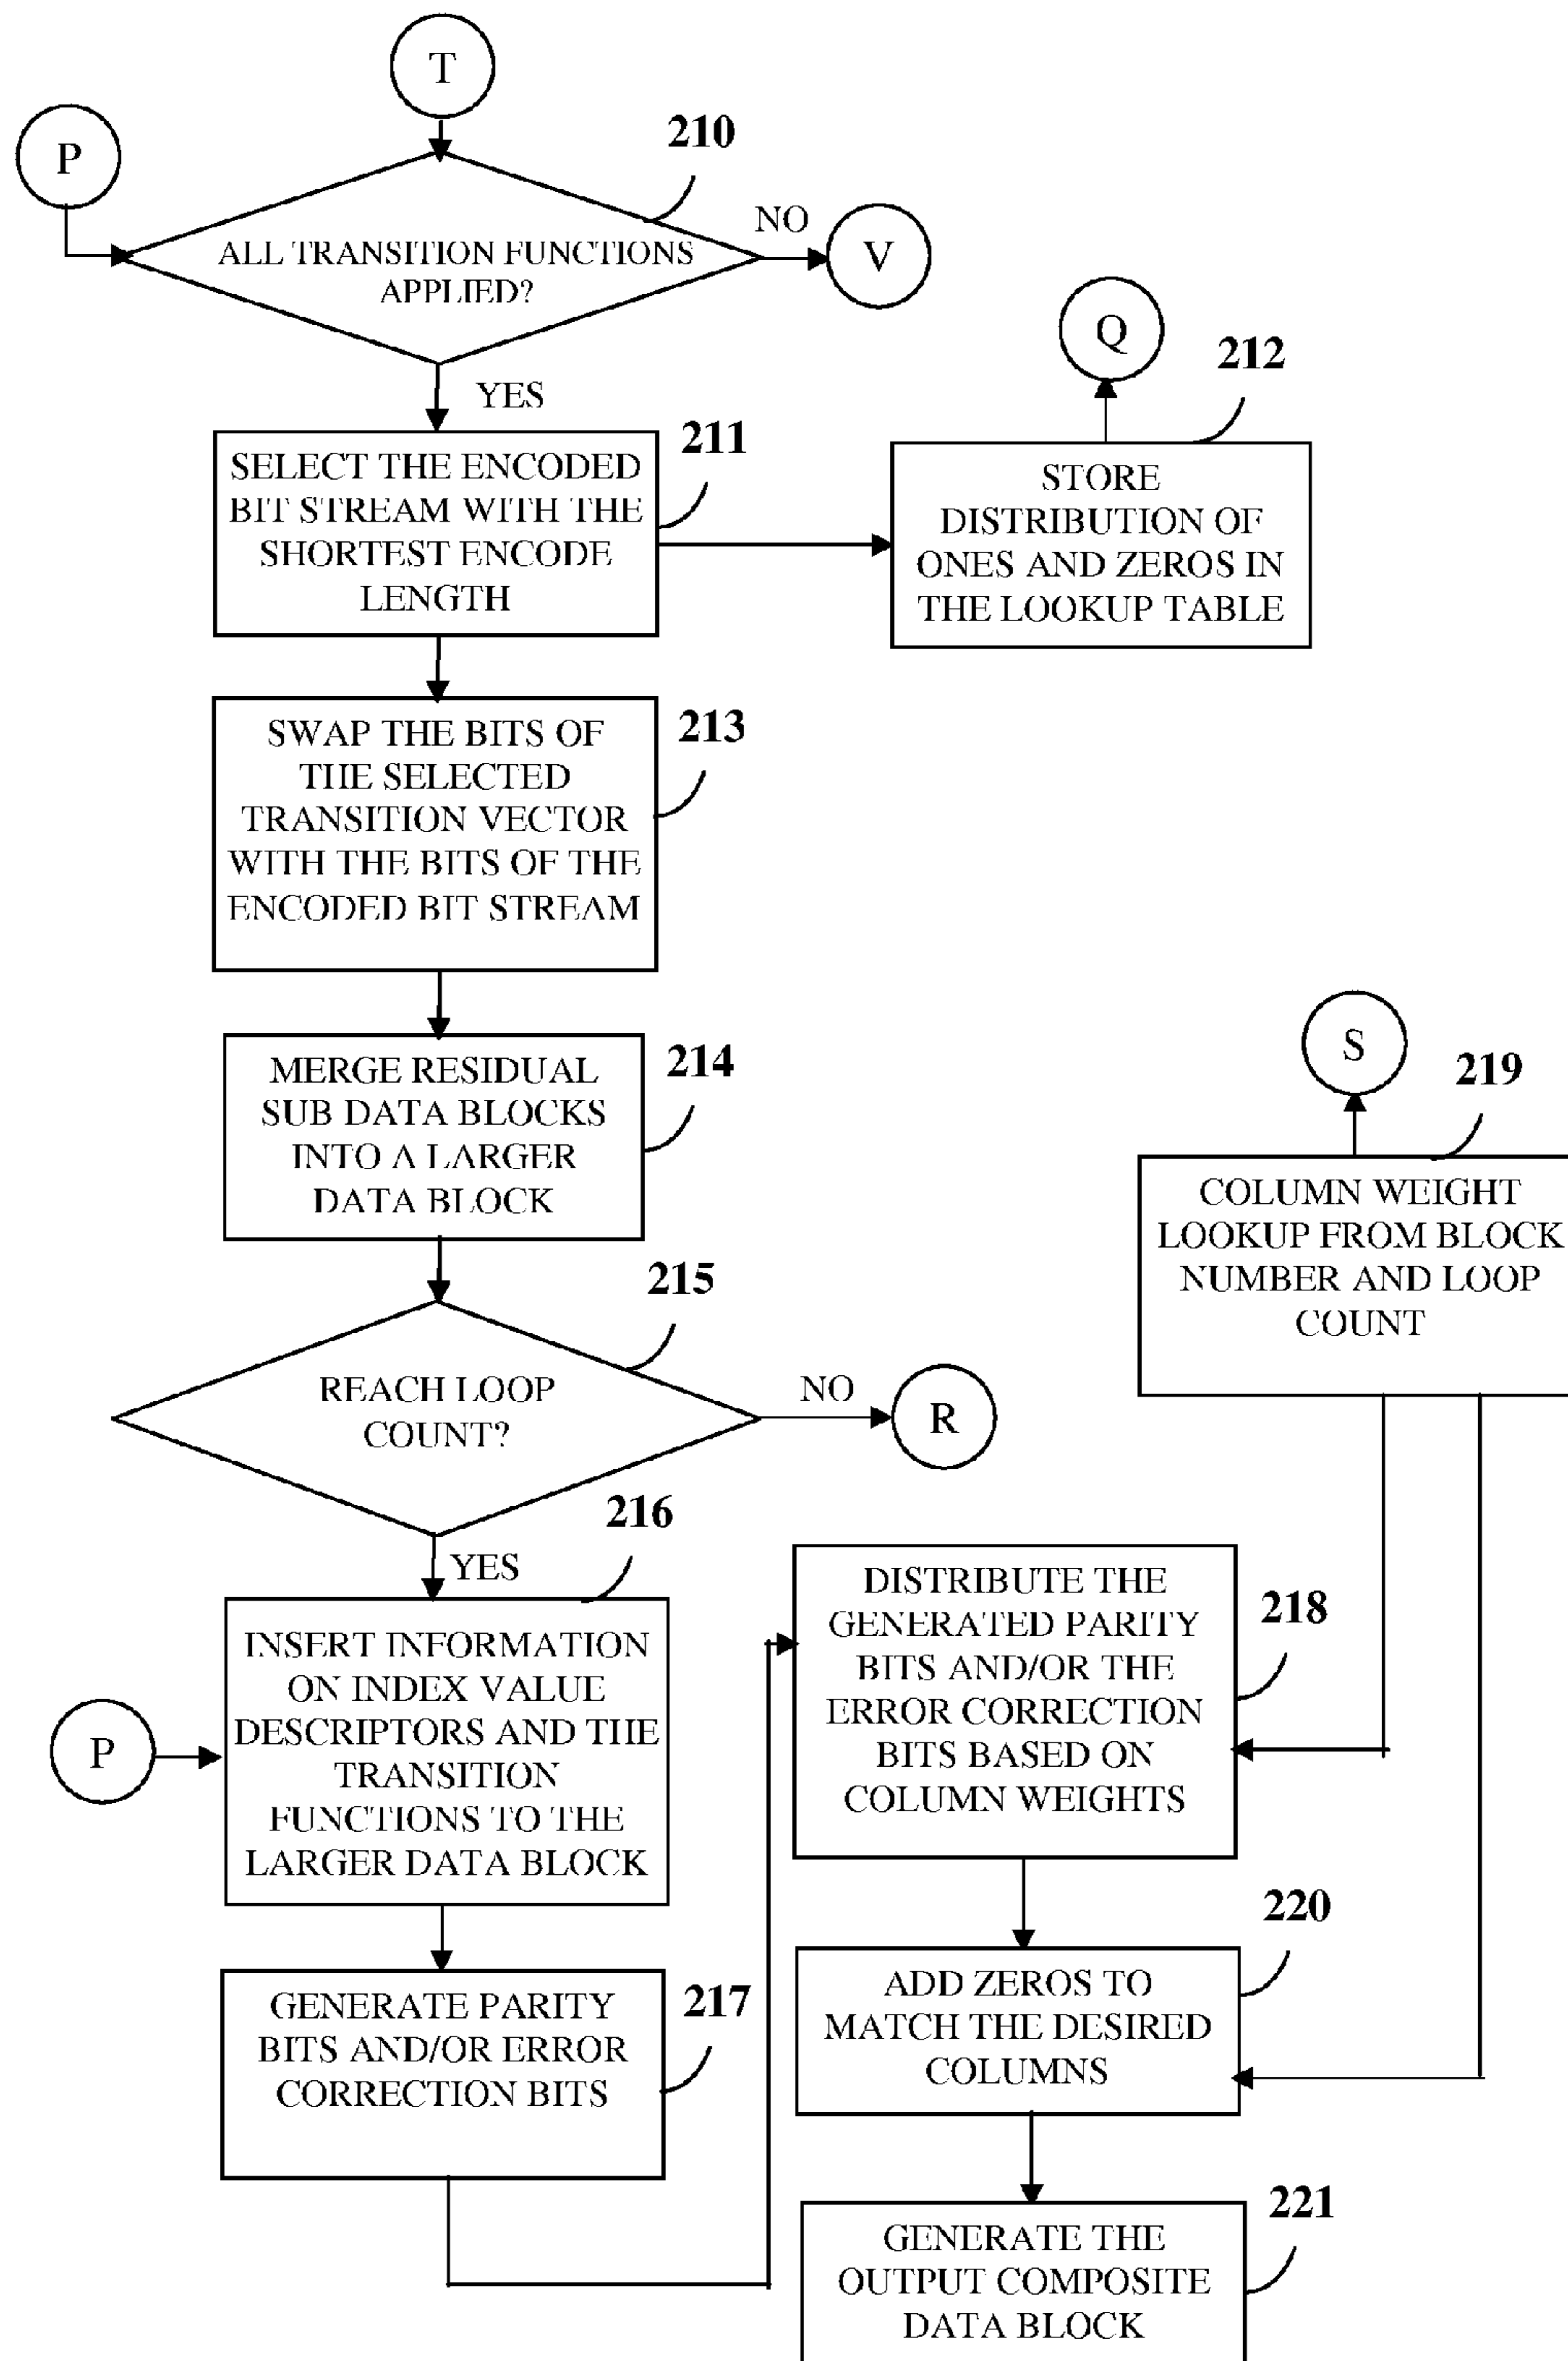 T
P
210
ALL TRANSITION FUNCTIONS
APPLIED?
NO
V
YES
Q
212
211
SELECT THE ENCODED
BIT STREAM WITH THE
SHORTEST ENCODE
LENGTH
STORE
DISTRIBUTION OF
ONES AND ZEROS IN
THE LOOKUP TABLE
213
SWAP THE BITS OF
THE SELECTED
TRANSITION VECTOR
WITH THE BITS OF THE
ENCODED BIT STREAM
214
MERGE RESIDUAL
SUB DATA BLOCKS
INTO A LARGER
DATA BLOCK
S
219
COLUMN WEIGHT
LOOKUP FROM BLOCK
NUMBER AND LOOP
COUNT
215
REACH LOOP
COUNT?
NO
R
YES
216
INSERT INFORMATION
ON INDEX VALUE
DESCRIPTORS AND THE
TRANSITION
FUNCTIONS TO THE
LARGER DATA BLOCK
P
217
GENERATE PARITY
BITS AND/OR ERROR
CORRECTION BITS
218
DISTRIBUTE THE
GENERATED PARITY
BITS AND/OR THE
ERROR CORRECTION
BITS BASED ON
COLUMN WEIGHTS
220
ADD ZEROS TO
MATCH THE DESIRED
COLUMNS
221
GENERATE THE
OUTPUT COMPOSITE
DATA BLOCK